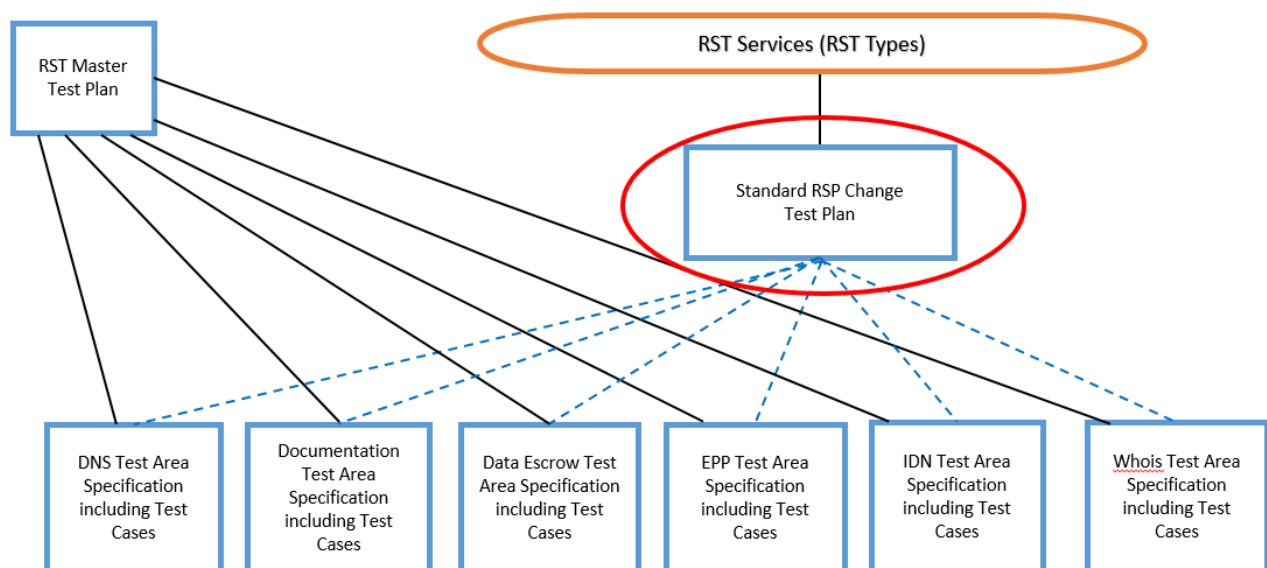 RST Services (RST Types)
RST Master
Test Plan
Standard RSP Change
Test Plan
DNS Test Area
Specification
including Test
Cases
Documentation
Test Area
Specification
including Test
Cases
Data Escrow Test
Area Specification
including Test
Cases
EPP Test Area
Specification
including Test
Cases
IDN Test Area
Specification
including Test
Cases
Whois Test Area
Specification
including Test
Cases